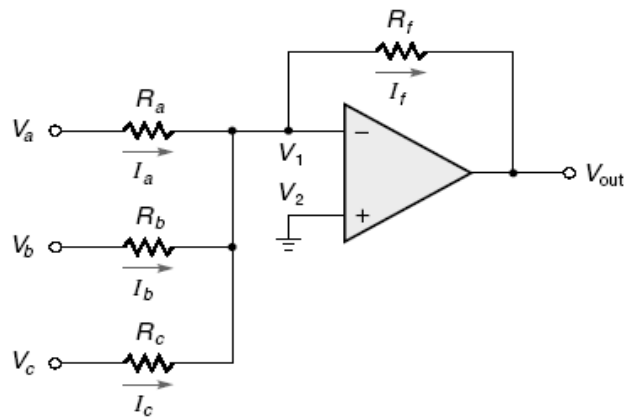 R_f
I_f
R_a
V_a
I_a
V_1
−
V_out
V_2
+
R_b
V_b
I_b
R_c
V_c
I_c